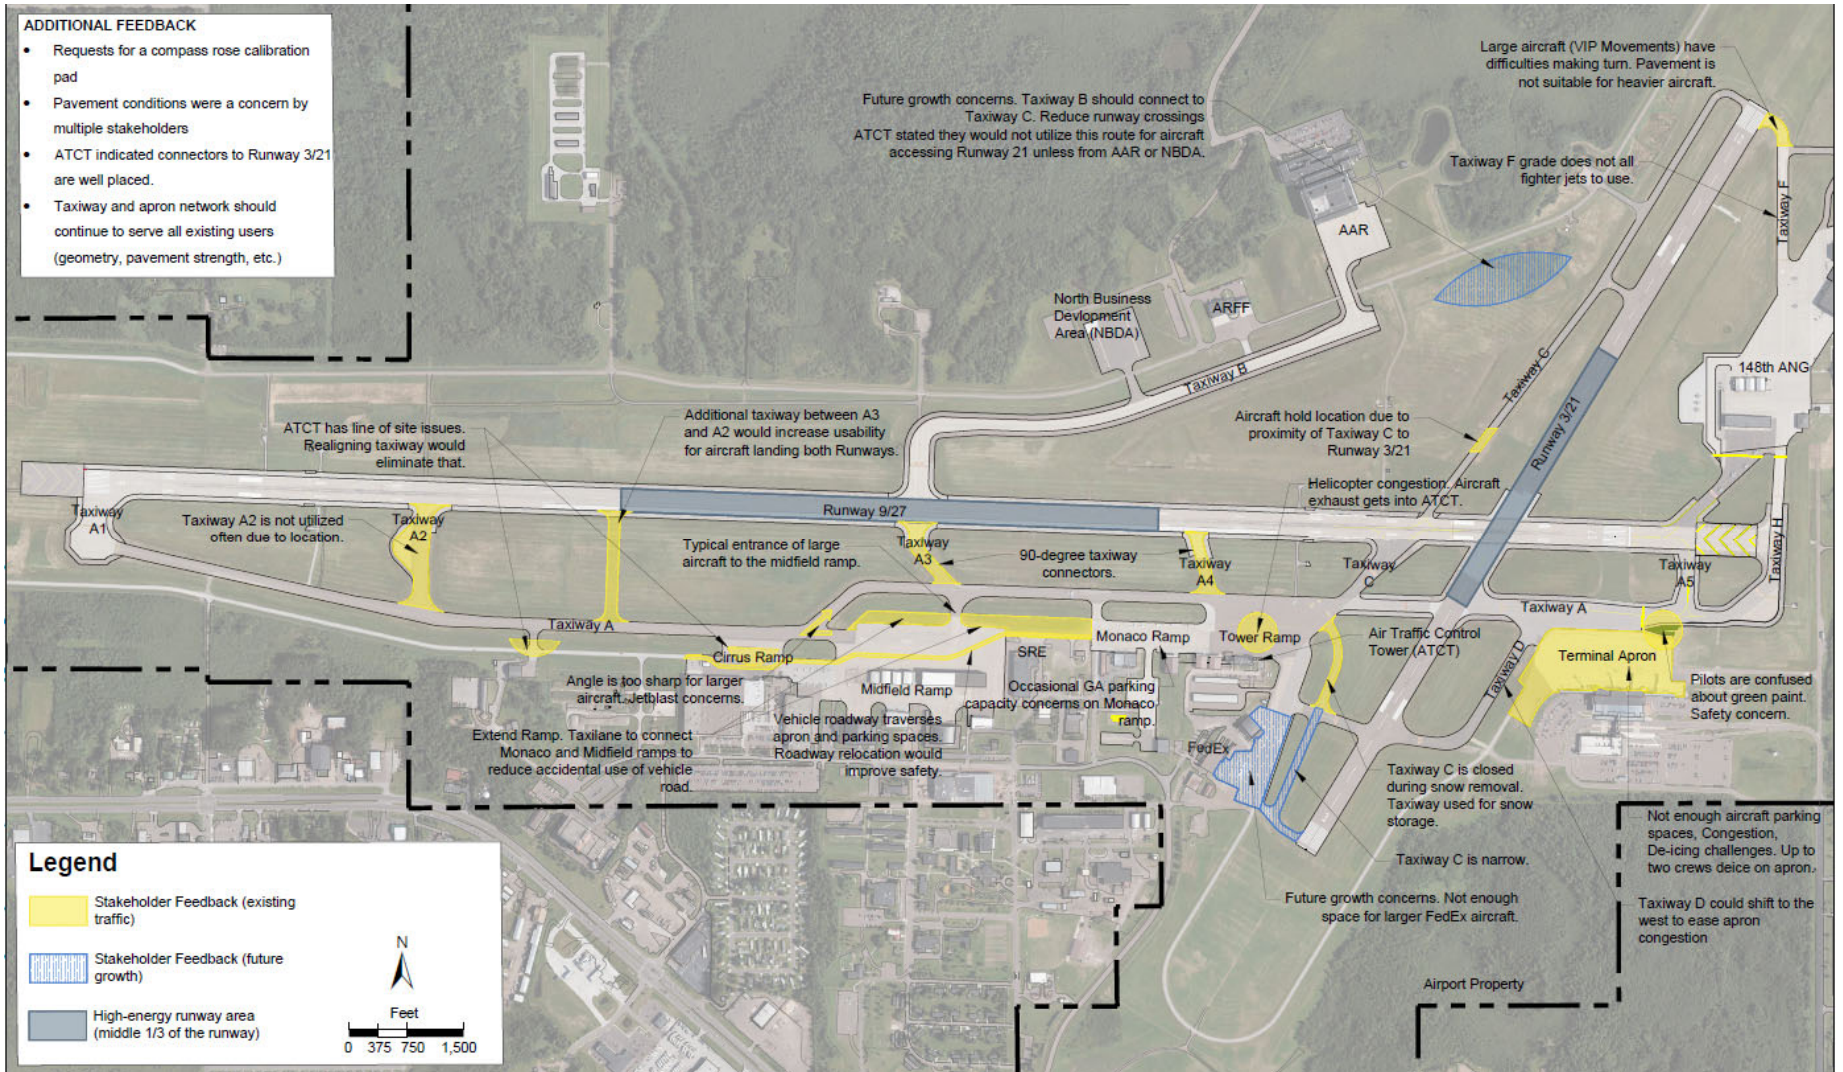 ADDITIONAL FEEDBACK
• Requests for a compass rose calibration
pad
• Pavement conditions were a concern by
multiple stakeholders
• ATCT indicated connectors to Runway 3/21
are well placed.
• Taxiway and apron network should
continue to serve all existing users
(geometry, pavement strength, etc.)
Large aircraft (VIP Movements) have
difficulties making turn. Pavement is
not suitable for heavier aircraft.
Future growth concerns. Taxiway B should connect to
Taxiway C. Reduce runway crossings
ATCT stated they would not utilize this route for aircraft
accessing Runway 21 unless from AAR or NBDA.
Taxiway F grade does not all
fighter jets to use.
Taxiway F
AAR
North Business
Devlopment
Area (NBDA)
ARFF
Taxiway B
Taxiway C
148th ANG
Runway 3/21
ATCT has line of site issues.
Realigning taxiway would
eliminate that.
Additional taxiway between A3
and A2 would increase usability
for aircraft landing both Runways.
Aircraft hold location due to
proximity of Taxiway C to
Runway 3/21
Helicopter congestion. Aircraft
exhaust gets into ATCT.
Taxiway
A1
Taxiway A2 is not utilized
often due to location.
Taxiway
A2
Runway 9/27
Typical entrance of large
aircraft to the midfield ramp.
Taxiway
A3
90-degree taxiway
connectors.
Taxiway
A4
Taxiway
C
Taxiway
A5
Taxiway H
Taxiway A
Taxiway A
Cirrus Ramp
SRE
Monaco Ramp
Tower Ramp
Air Traffic Control
Tower (ATCT)
Taxiway D
Terminal Apron
Pilots are confused
about green paint.
Safety concern.
Angle is too sharp for larger
aircraft. Jetblast concerns.
Midfield Ramp
Occasional GA parking
capacity concerns on Monaco
ramp.
Extend Ramp. Taxilane to connect
Monaco and Midfield ramps to
reduce accidental use of vehicle
road.
Vehicle roadway traverses
apron and parking spaces.
Roadway relocation would
improve safety.
FedEx
Taxiway C is closed
during snow removal.
Taxiway used for snow
storage.
Taxiway C is narrow.
Not enough aircraft parking
spaces, Congestion,
De-icing challenges. Up to
two crews deice on apron.
Future growth concerns. Not enough
space for larger FedEx aircraft.
Taxiway D could shift to the
west to ease apron
congestion
Airport Property
Legend
Stakeholder Feedback (existing
traffic)
Stakeholder Feedback (future
growth)
High-energy runway area
(middle 1/3 of the runway)
N
Feet
0 375 750 1,500